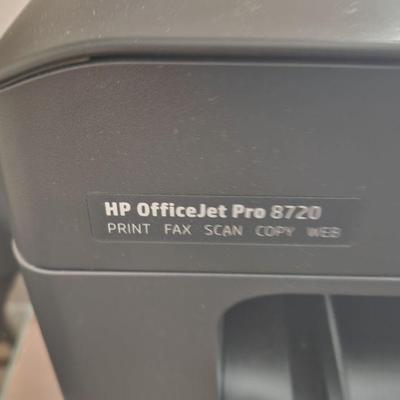 HP OfficeJet Pro 8720
PRINT FAX SCAN COPY WEB